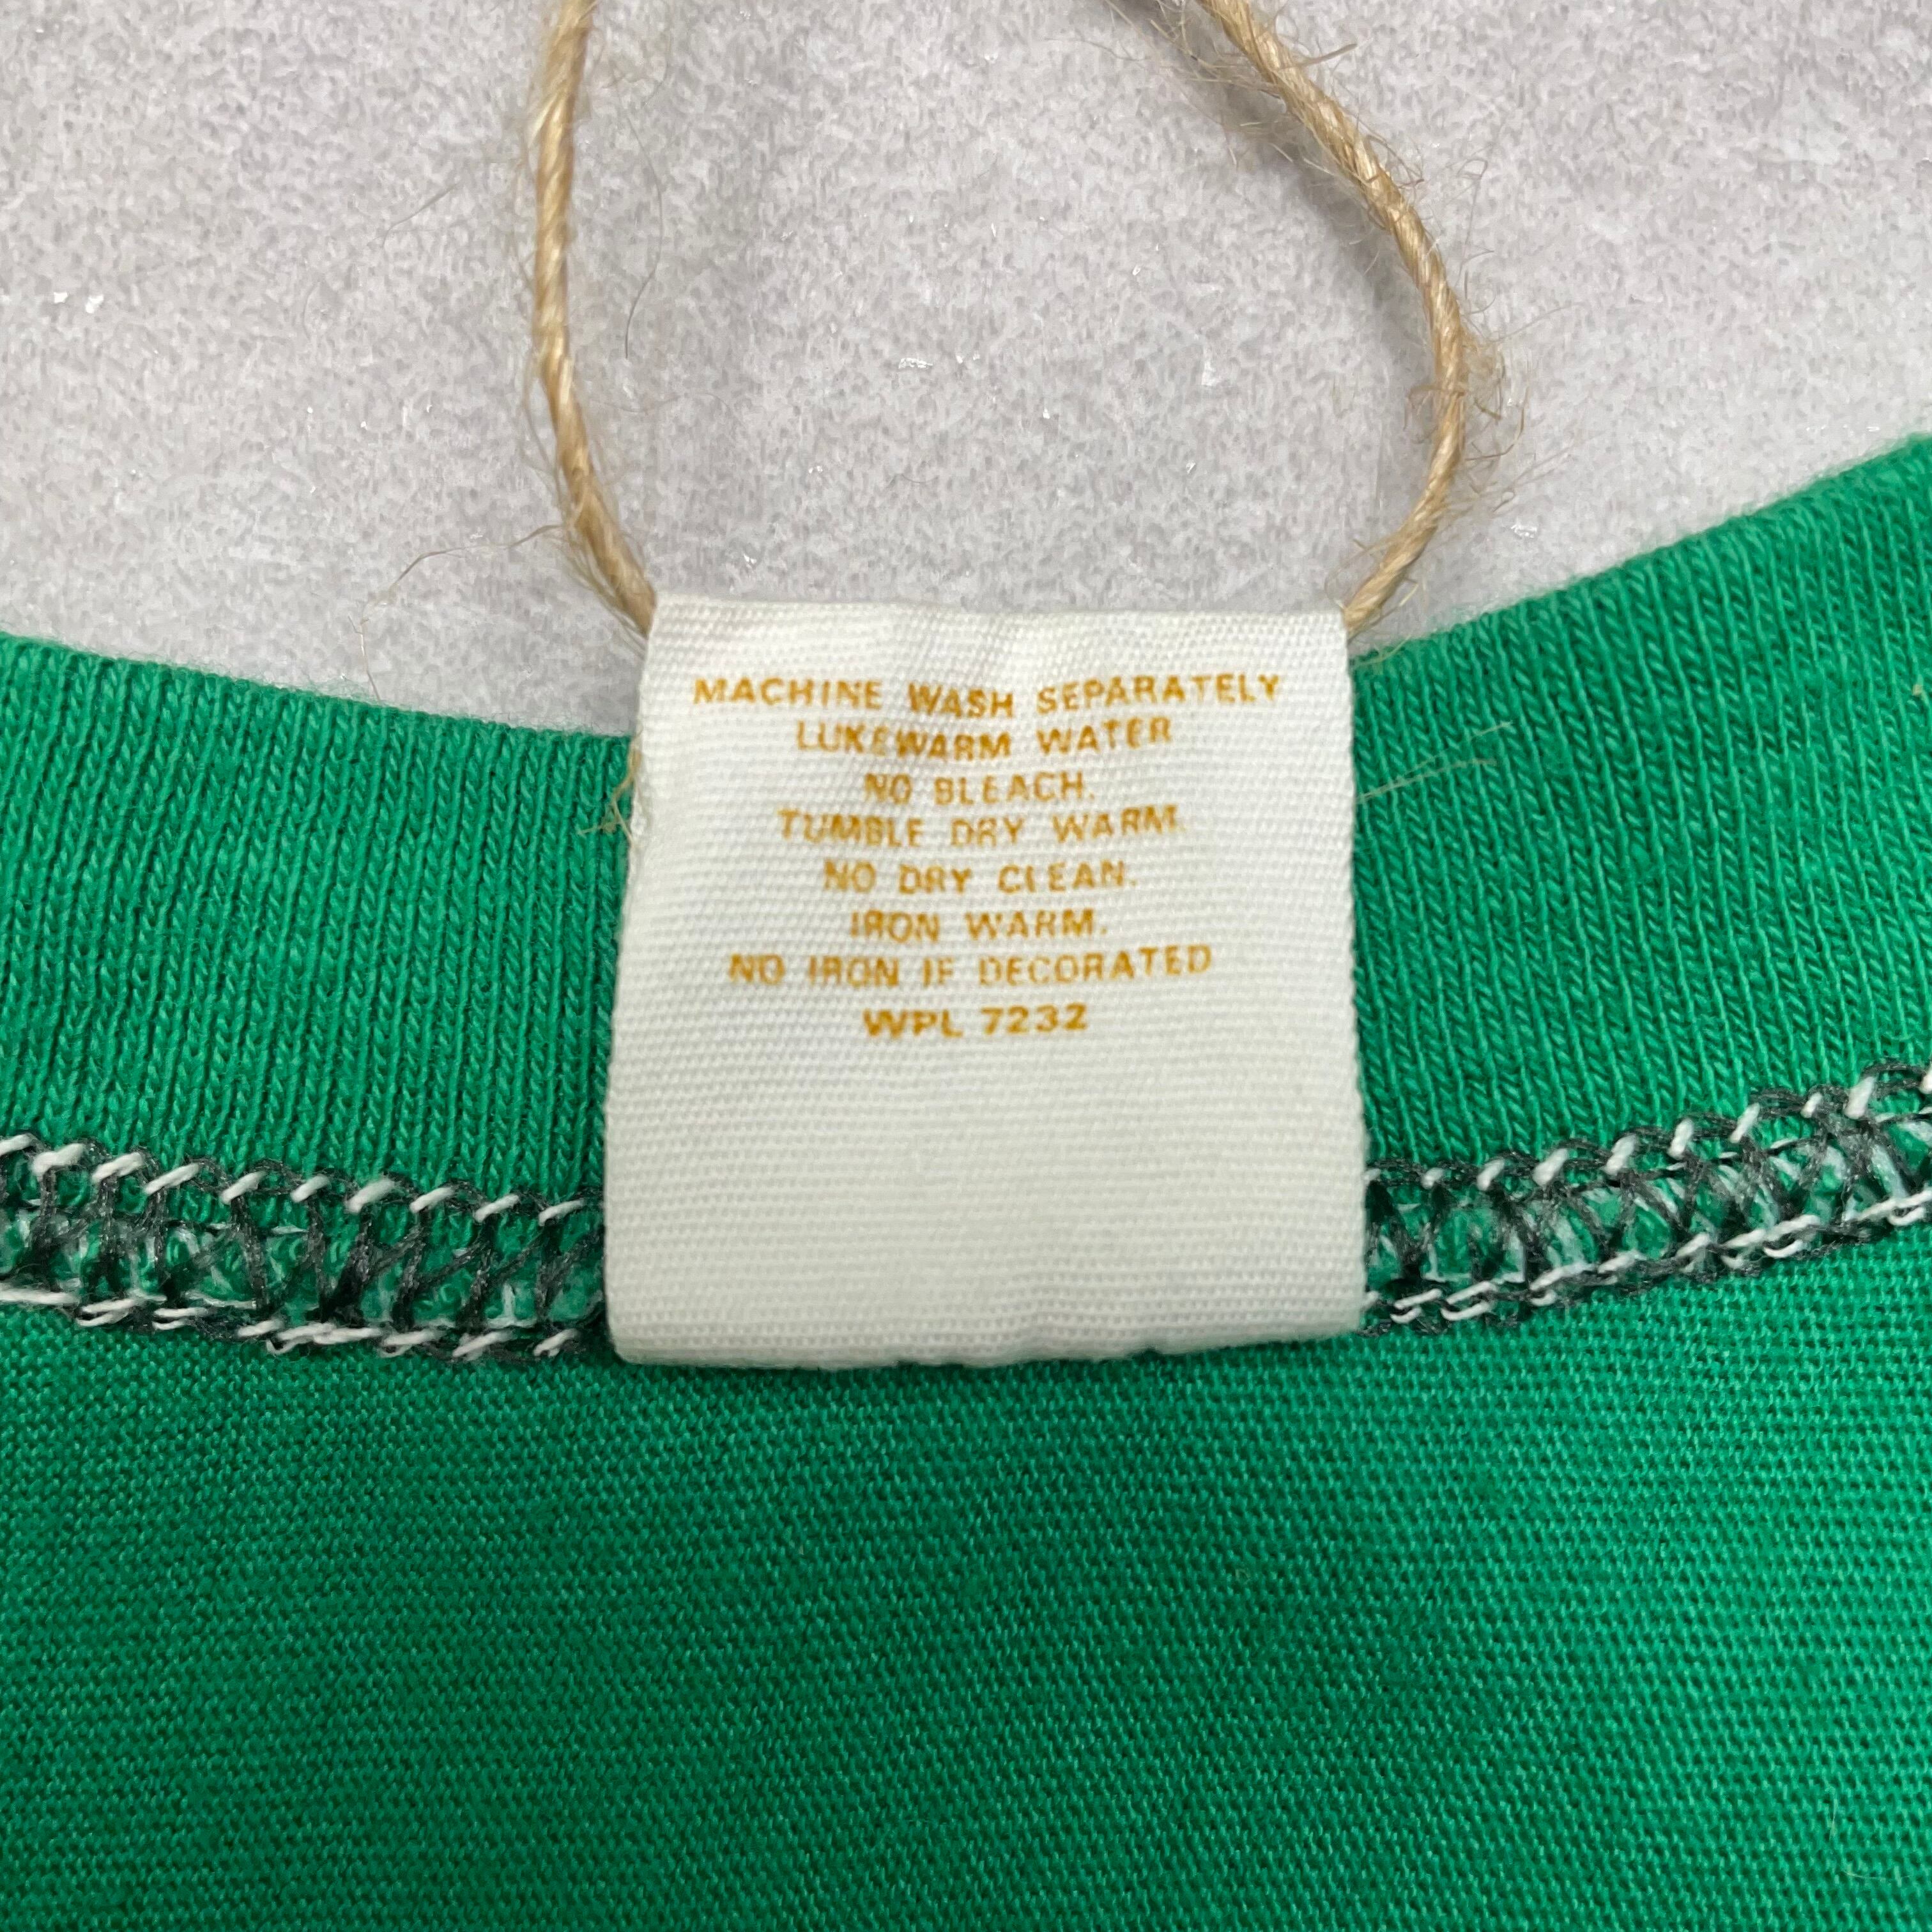 MACHINE WASH SEPARATELY
LUKEWARM WATER
NO BLEACH.
TUMBLE DRY WARM.
NO DRY CLEAN.
IRON WARM.
NO IRON IF DECORATED
WPL 7232